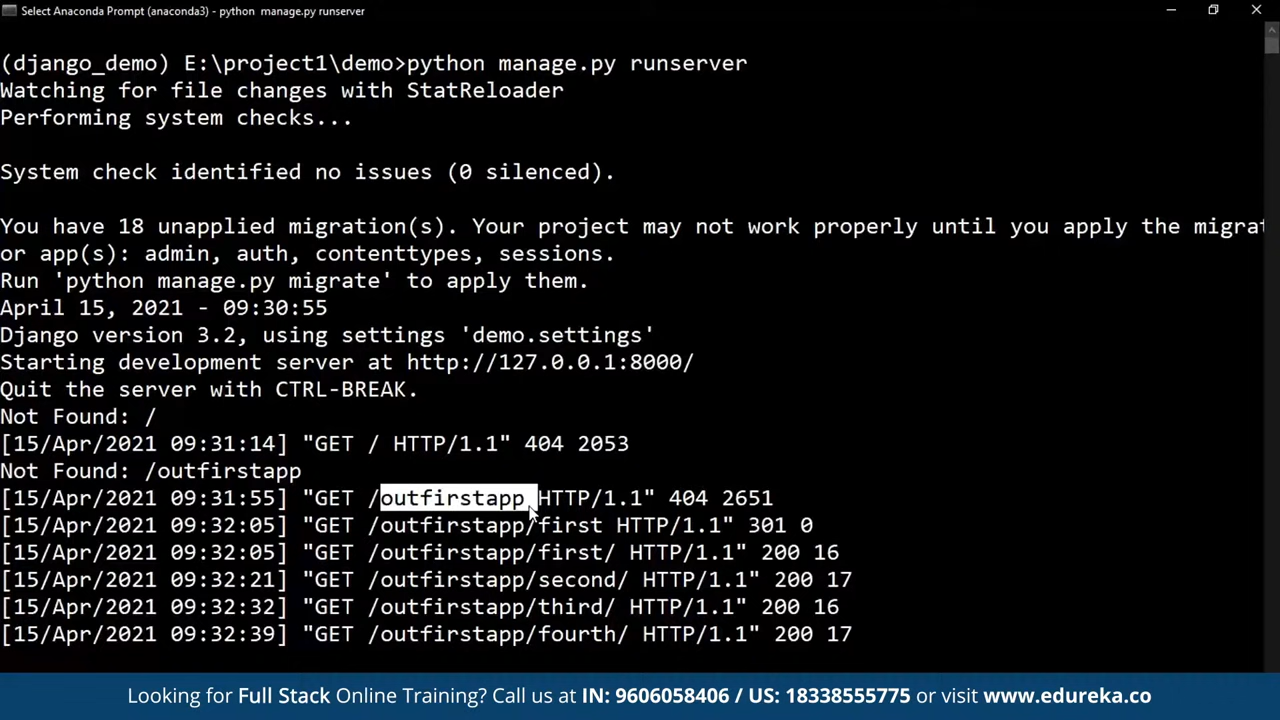 Select Anaconda Prompt (anaconda3) - python  manage.py runserver
(django_demo) E:\project1\demo>python manage.py runserver
Watching for file changes with StatReloader
Performing system checks...
System check identified no issues (0 silenced).
You have 18 unapplied migration(s). Your project may not work properly until you apply the migrat
or app(s): admin, auth, contenttypes, sessions.
Run 'python manage.py migrate' to apply them.
April 15, 2021 - 09:30:55
Django version 3.2, using settings 'demo.settings'
Starting development server at http://127.0.0.1:8000/
Quit the server with CTRL-BREAK.
Not Found: /
[15/Apr/2021 09:31:14] "GET / HTTP/1.1" 404 2053
Not Found: /outfirstapp
[15/Apr/2021 09:31:55] "GET /outfirstapp HTTP/1.1" 404 2651
[15/Apr/2021 09:32:05] "GET /outfirstapp/first HTTP/1.1" 301 0
[15/Apr/2021 09:32:05] "GET /outfirstapp/first/ HTTP/1.1" 200 16
[15/Apr/2021 09:32:21] "GET /outfirstapp/second/ HTTP/1.1" 200 17
[15/Apr/2021 09:32:32] "GET /outfirstapp/third/ HTTP/1.1" 200 16
[15/Apr/2021 09:32:39] "GET /outfirstapp/fourth/ HTTP/1.1" 200 17
Looking for Full Stack Online Training? Call us at IN: 9606058406 / US: 18338555775 or visit www.edureka.co